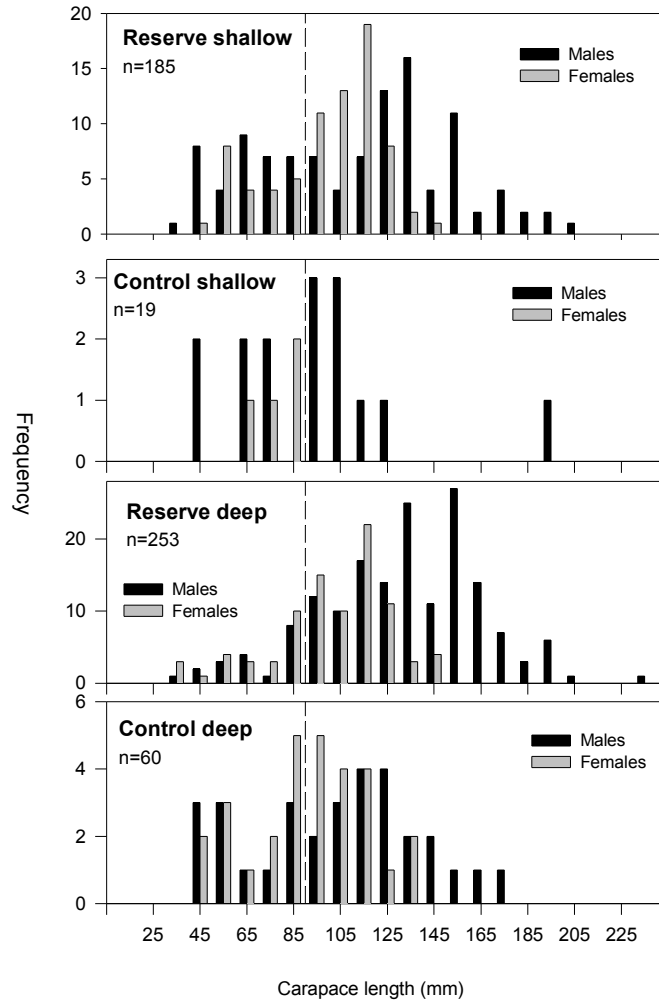 20
15
10
5
0
Reserve shallow
n=185
Males
Females
3
2
1
0
Control shallow
n=19
Males
Females
20
10
0
Reserve deep
n=253
Males
Females
6
4
2
0
Control deep
n=60
Males
Females
Frequency
25 45 65 85 105 125 145 165 185 205 225
Carapace length (mm)